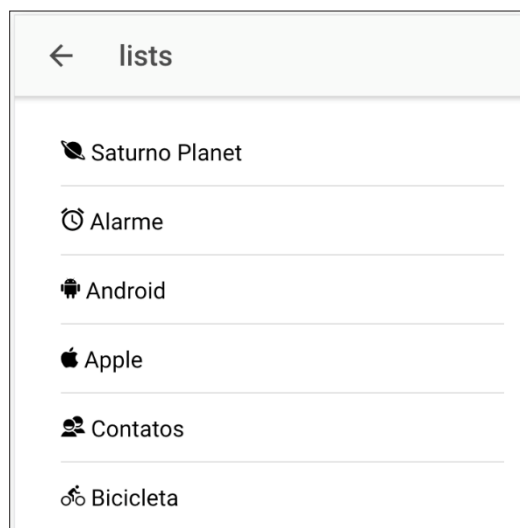 lists
Saturno Planet
Alarme
Android
Apple
Contatos
Bicicleta